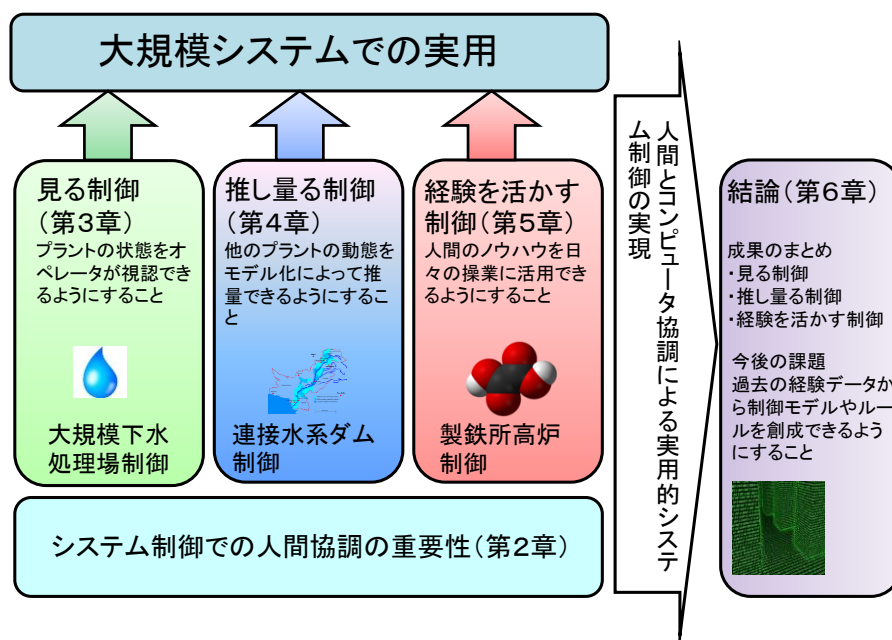 大規模システムでの実用
見る制御
(第3章)
プラントの状態をオ
ペレータが視認でき
るようにすること
大規模下水
処理場制御
推し量る制御
(第4章)
他のプラントの動態を
モデル化によって推
量できるようにするこ
と
連接水系ダム
制御
経験を活かす
制御(第5章)
人間のノウハウを日
々の操業に活用でき
るようにすること
製鉄所高炉
制御
システム制御での人間協調の重要性(第2章)
人間とコンピュータ協調による実用的システ
ム制御の実現
結論(第6章)
成果のまとめ
・見る制御
・推し量る制御
・経験を活かす制御
今後の課題
過去の経験データか
ら制御モデルやルー
ルを創成できるよう
にすること